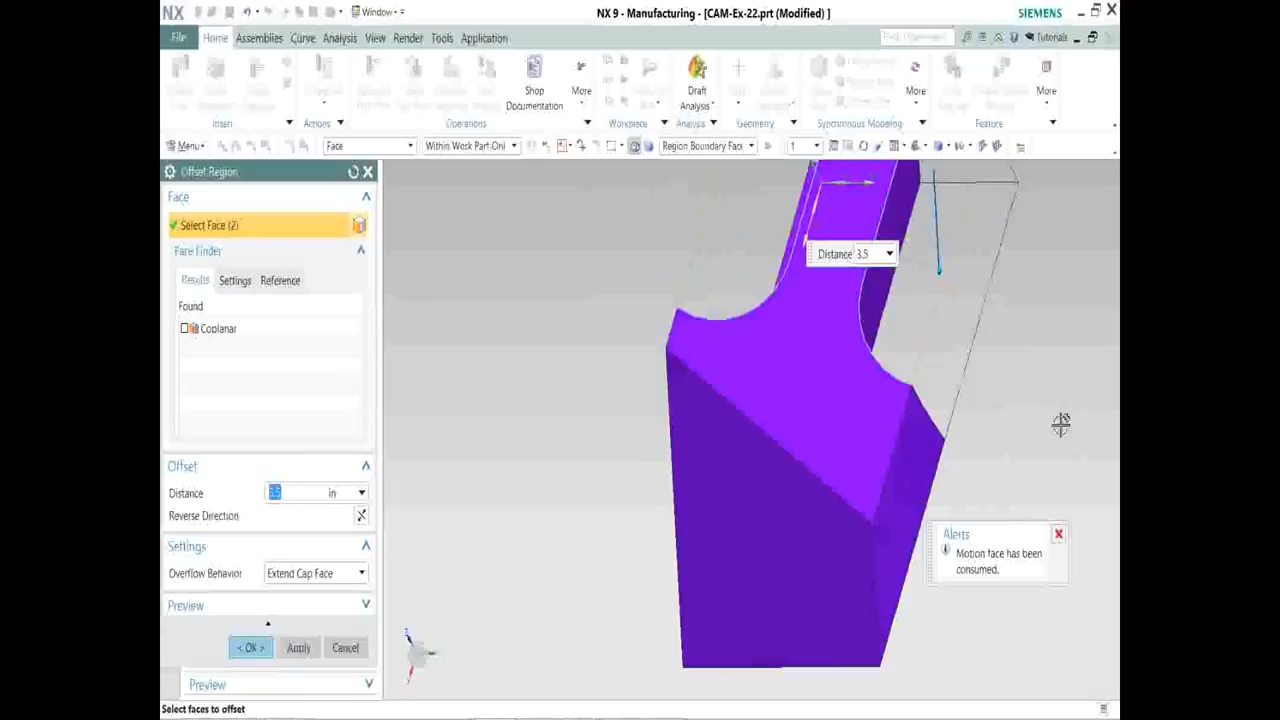 NX
Window
NX 9 - Manufacturing - [CAM-Ex-22.prt (Modified) ]
SIEMENS
File Home Assemblies Curve Analysis View Render Tools Application
Tutorials
Shop Documentation
More
Draft Analysis
More
More
Insert
Actions
Operations
Workpiece
Analysis
Geometry
Synchronous Modeling
Feature
Menu
Face
Within Work Part Onl
Region Boundary Fac
1
Offset Region
Face
Select Face (2)
Face Finder
Results Settings Reference
Found
Coplanar
Offset
Distance 3.5 in
Reverse Direction
Settings
Overflow Behavior Extend Cap Face
Preview
< OK > Apply Cancel
Preview
Distance 3.5
Alerts
Motion face has been
consumed.
Select faces to offset